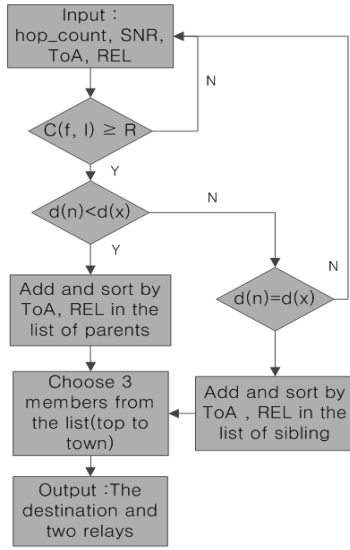 Input :
hop_count, SNR,
ToA, REL
N
C(f, l) ≥ R
Y
N
d(n)<d(x)
N
Y
d(n)=d(x)
Add and sort by
ToA, REL in the
list of parents
Choose 3
members from
the list(top to
town)
Add and sort by
ToA , REL in the
list of sibling
Output :The
destination and
two relays